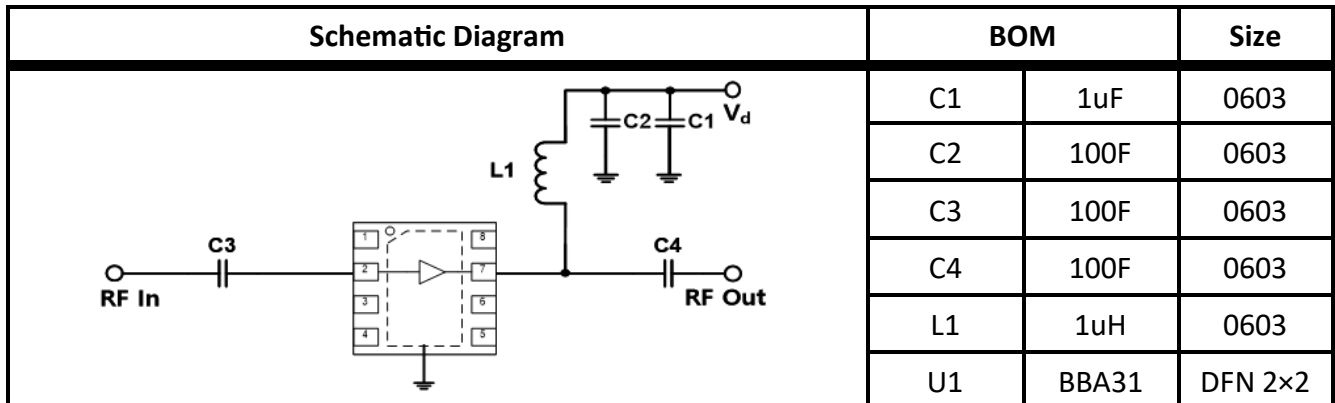 Schematic Diagram BOM Size
C1 1uF 0603
C2 100F 0603
C3 100F 0603
C4 100F 0603
L1 1uH 0603
U1 BBA31 DFN 2×2
C2 C1 Vd
L1
C3 C4
RF In RF Out
1 8
2 7
3 6
4 5